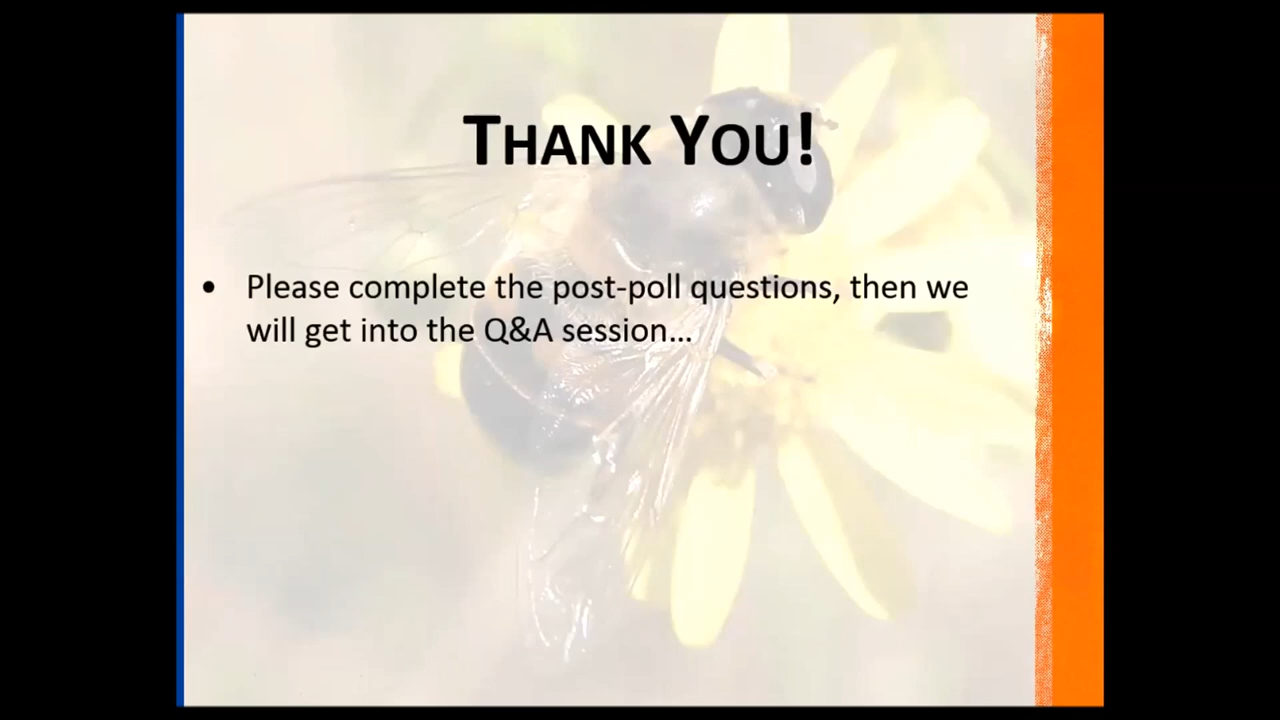 THANK YOU!
• Please complete the post-poll questions, then we
will get into the Q&A session…